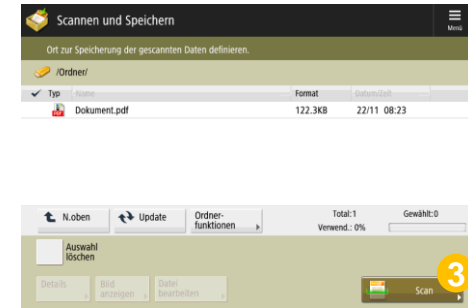 Scannen und Speichern
Menü
Ort zur Speicherung der gescannten Daten definieren.
/Ordner/
Typ Name Format Datum/Zeit
PDF Dokument.pdf 122.3KB 22/11 08:23
N.oben Update Ordner-
funktionen
Total:1 Gewählt:0
Verwend.: 0%
Auswahl
löschen
Details Bild
anzeigen Datei
bearbeiten
Scan 3